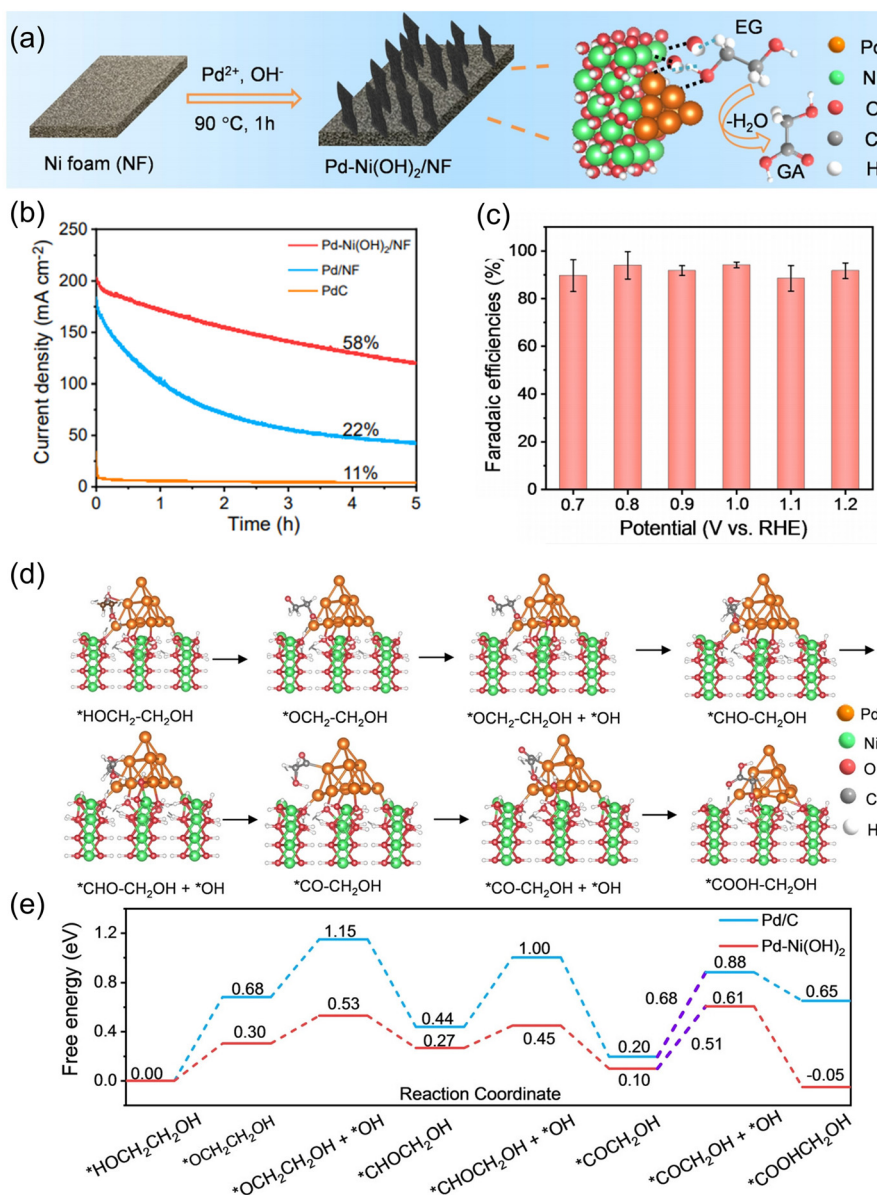 (a)
EG
Pd²⁺, OH⁻
90 °C, 1h
-H₂O
Ni foam (NF)
Pd-Ni(OH)₂/NF
GA
Pd
N
O
C
H
(b)
Current density (mA cm⁻²)
250
200
150
100
50
0
Pd-Ni(OH)₂/NF
Pd/NF
PdC
58%
22%
11%
0 1 2 3 4 5
Time (h)
(c)
Faradaic efficiencies (%)
100
80
60
40
20
0
0.7 0.8 0.9 1.0 1.1 1.2
Potential (V vs. RHE)
(d)
*HOCH₂-CH₂OH
*OCH₂-CH₂OH
*OCH₂-CH₂OH + *OH
*CHO-CH₂OH
Pd
Ni
O
C
H
*CHO-CH₂OH + *OH
*CO-CH₂OH
*CO-CH₂OH + *OH
*COOH-CH₂OH
(e)
Free energy (eV)
1.2
0.8
0.4
0.0
Pd/C
Pd-Ni(OH)₂
0.00
0.68
1.15
0.44
1.00
0.20
0.68
0.88
0.65
0.30
0.53
0.27
0.45
0.10
0.51
0.61
-0.05
Reaction Coordinate
*HOCH₂CH₂OH
*OCH₂CH₂OH
*OCH₂CH₂OH + *OH
*CHOCH₂OH
*CHOCH₂OH + *OH
*COCH₂OH
*COCH₂OH + *OH
*COOHCH₂OH